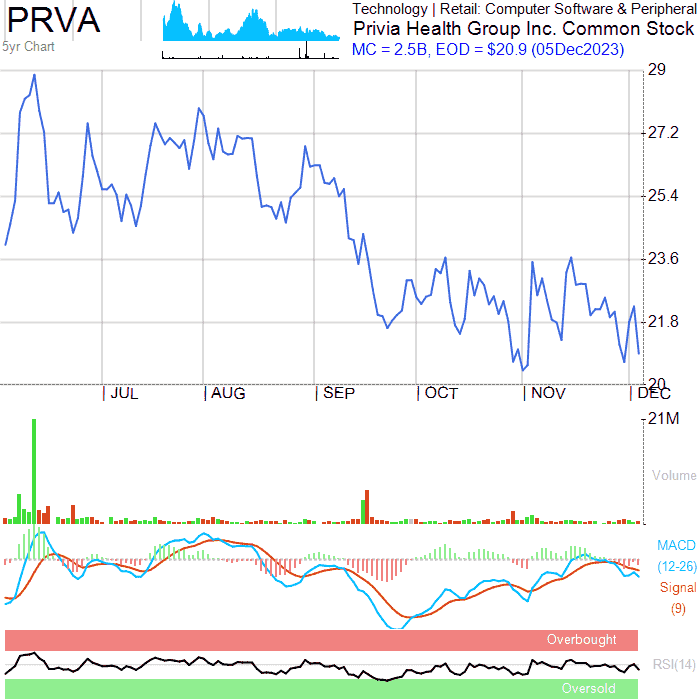 PRVA
5yr Chart
Technology | Retail: Computer Software & Peripheral
Privia Health Group Inc. Common Stock
MC = 2.5B, EOD = $20.9 (05Dec2023)
29
27.2
25.4
23.6
21.8
20
JUL
AUG
SEP
OCT
NOV
DEC
21M
Volume
MACD
(12-26)
Signal
(9)
Overbought
RSI(14)
Oversold